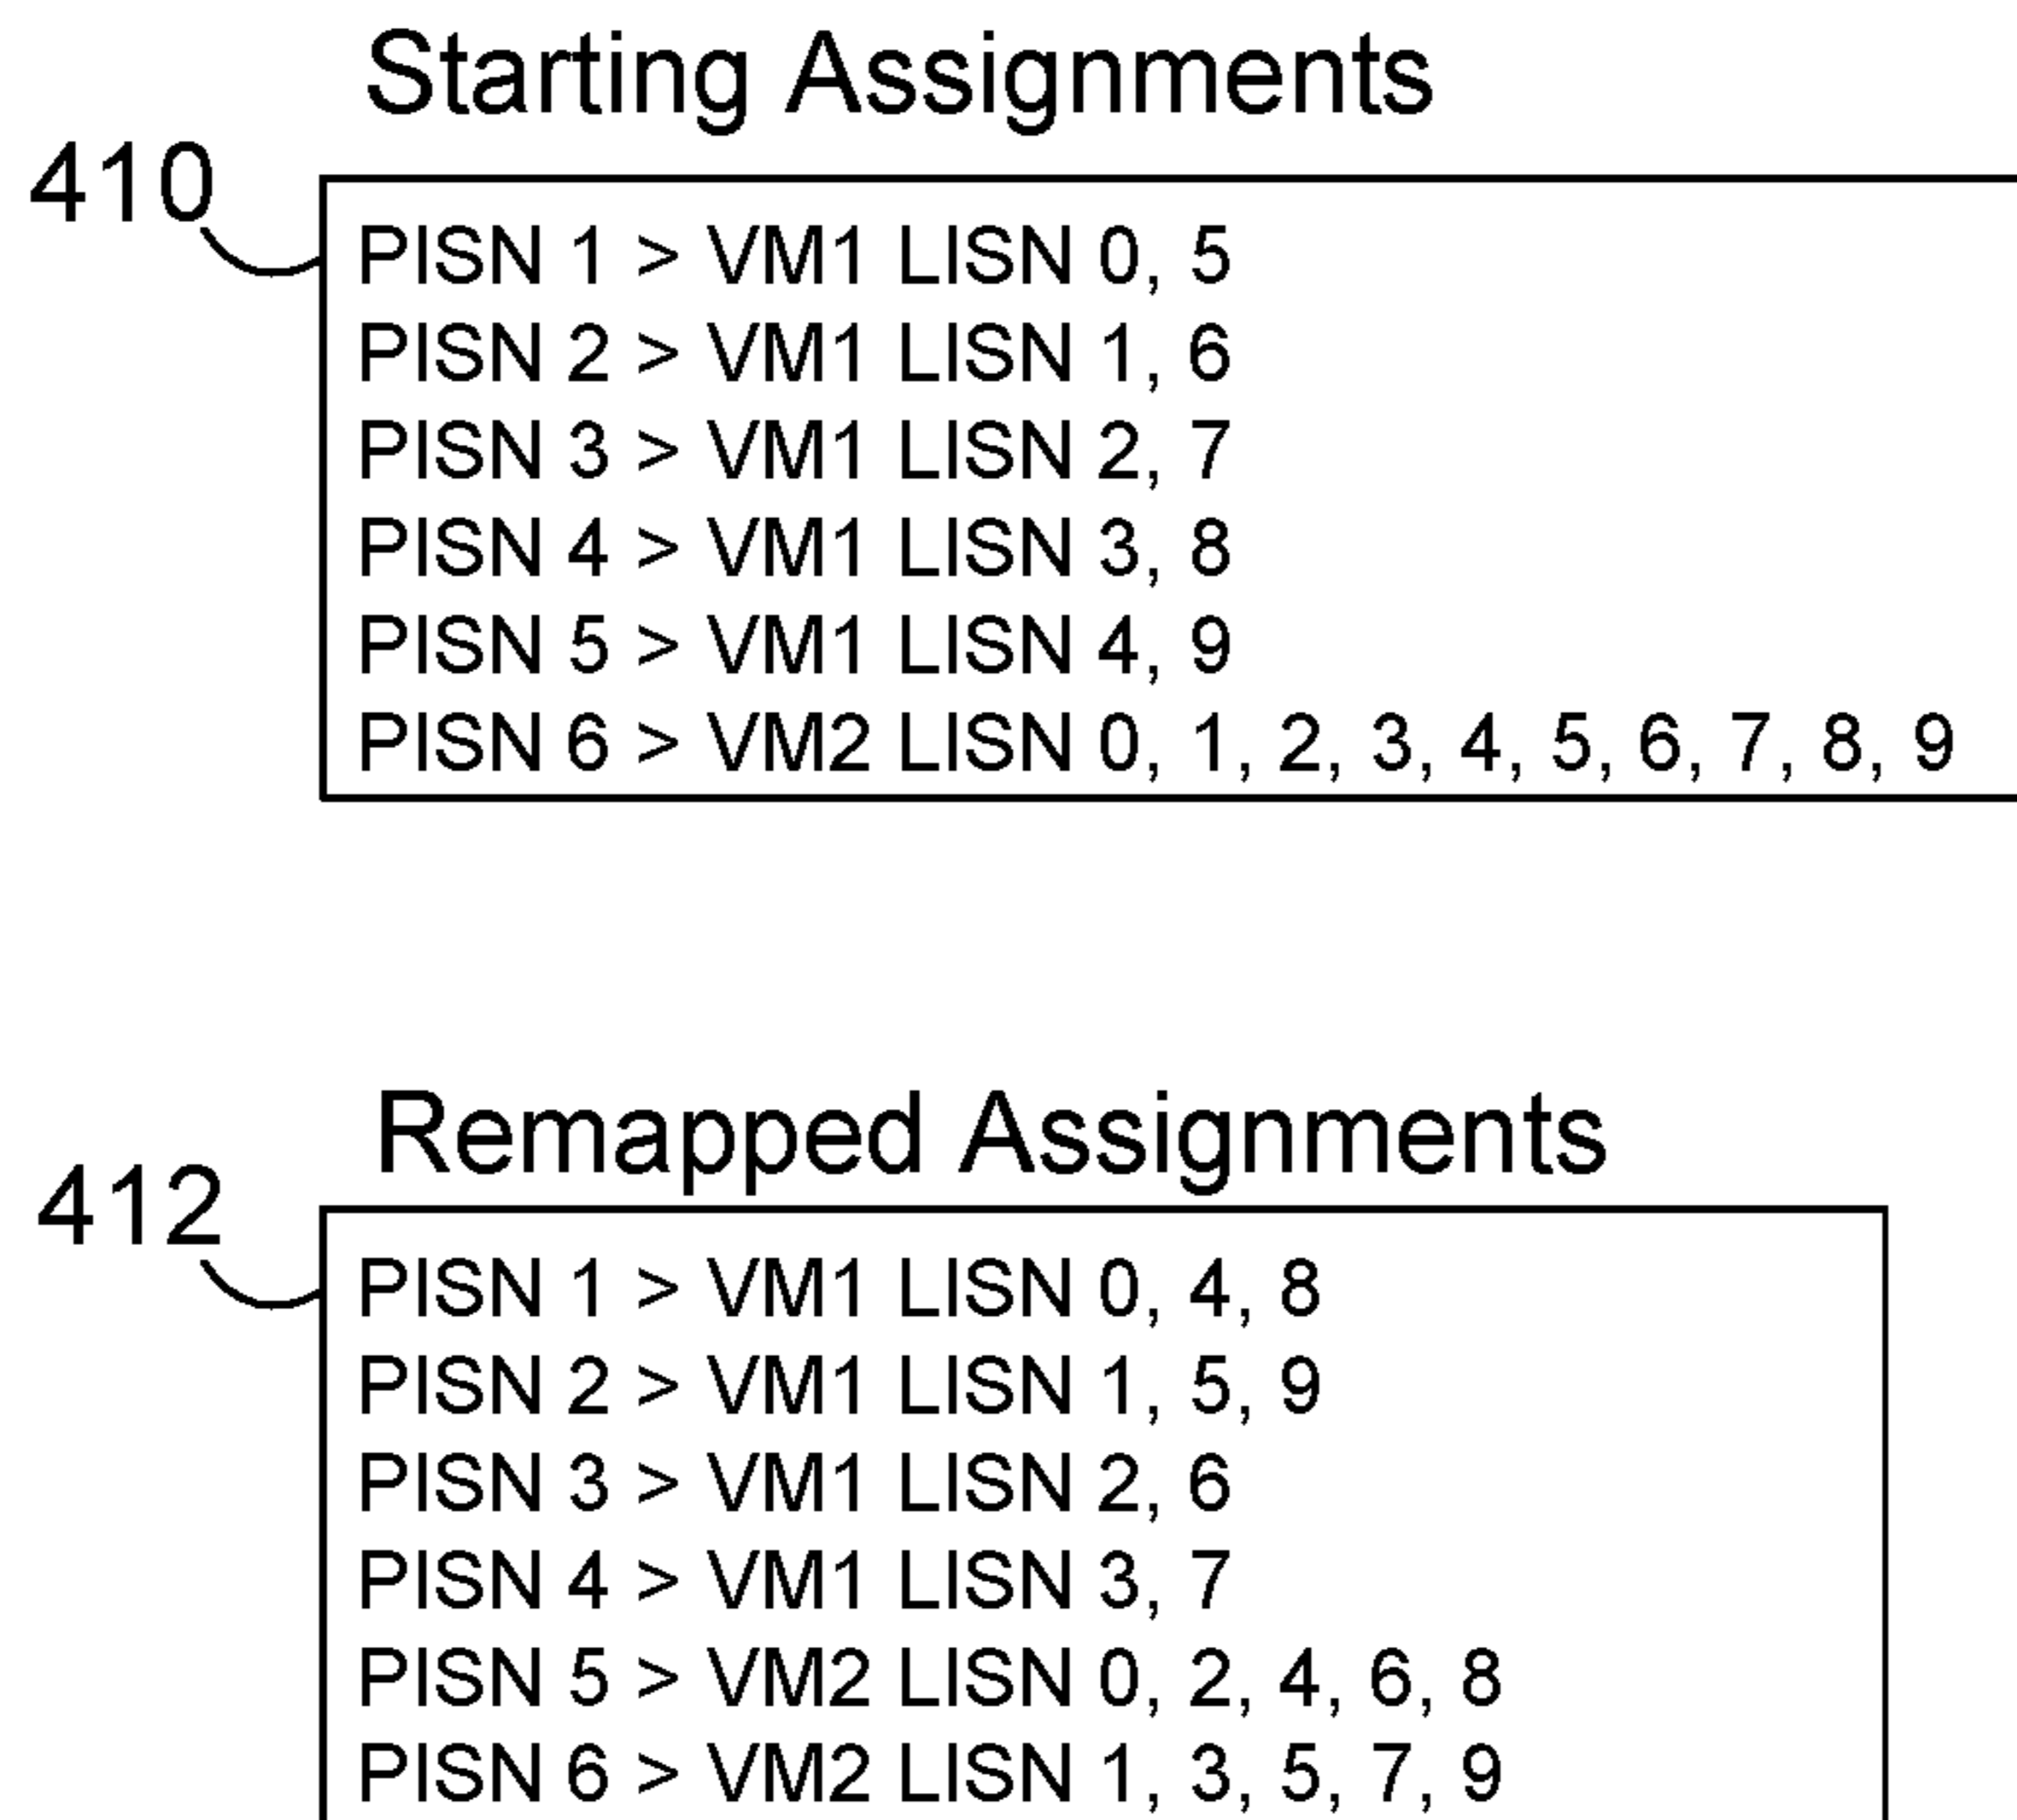 Starting Assignments
410
PISN 1 > VM1 LISN 0, 5
PISN 2 > VM1 LISN 1, 6
PISN 3 > VM1 LISN 2, 7
PISN 4 > VM1 LISN 3, 8
PISN 5 > VM1 LISN 4, 9
PISN 6 > VM2 LISN 0, 1, 2, 3, 4, 5, 6, 7, 8, 9
Remapped Assignments
412
PISN 1 > VM1 LISN 0, 4, 8
PISN 2 > VM1 LISN 1, 5, 9
PISN 3 > VM1 LISN 2, 6
PISN 4 > VM1 LISN 3, 7
PISN 5 > VM2 LISN 0, 2, 4, 6, 8
PISN 6 > VM2 LISN 1, 3, 5, 7, 9